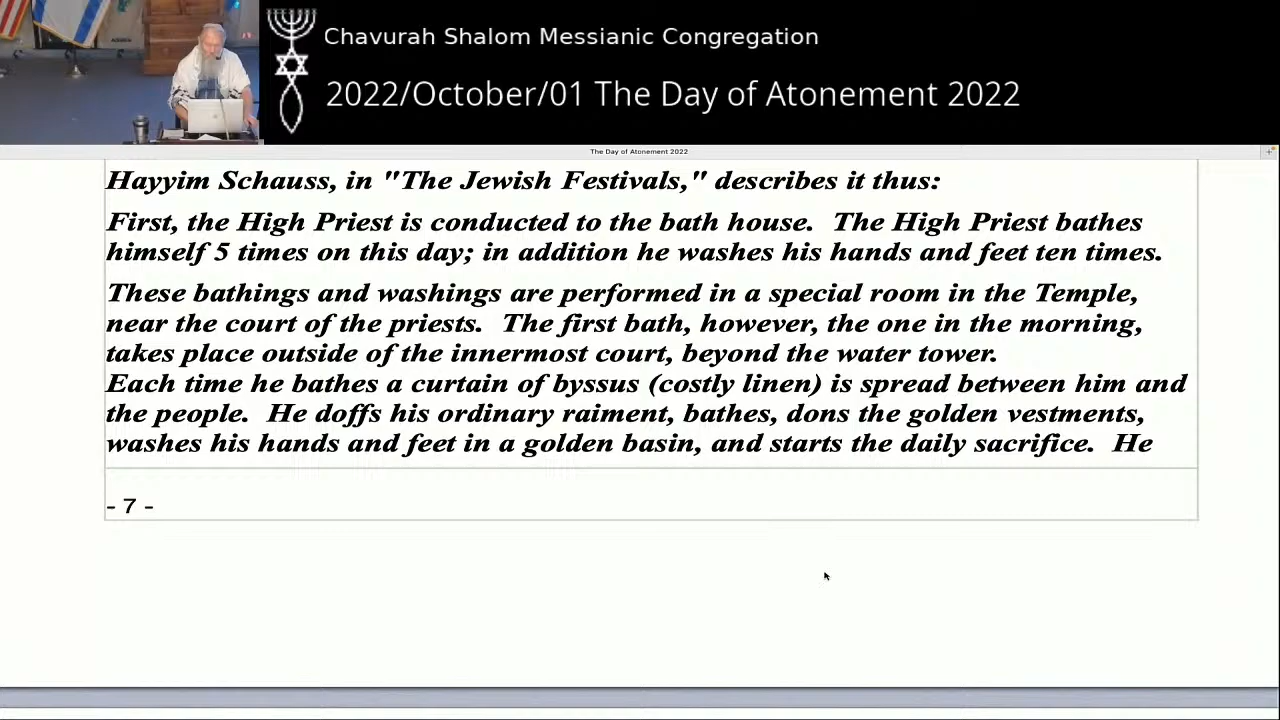 Chavurah Shalom Messianic Congregation
2022/October/01 The Day of Atonement 2022
The Day of Atonement 2022
Hayyim Schauss, in "The Jewish Festivals," describes it thus:
First, the High Priest is conducted to the bath house. The High Priest bathes
himself 5 times on this day; in addition he washes his hands and feet ten times.
These bathings and washings are performed in a special room in the Temple,
near the court of the priests. The first bath, however, the one in the morning,
takes place outside of the innermost court, beyond the water tower.
Each time he bathes a curtain of byssus (costly linen) is spread between him and
the people. He doffs his ordinary raiment, bathes, dons the golden vestments,
washes his hands and feet in a golden basin, and starts the daily sacrifice. He
- 7 -